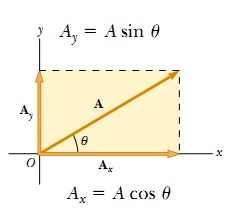 y
A_y = A sin θ
A_y
A
θ
O
A_x
x
A_x = A cos θ